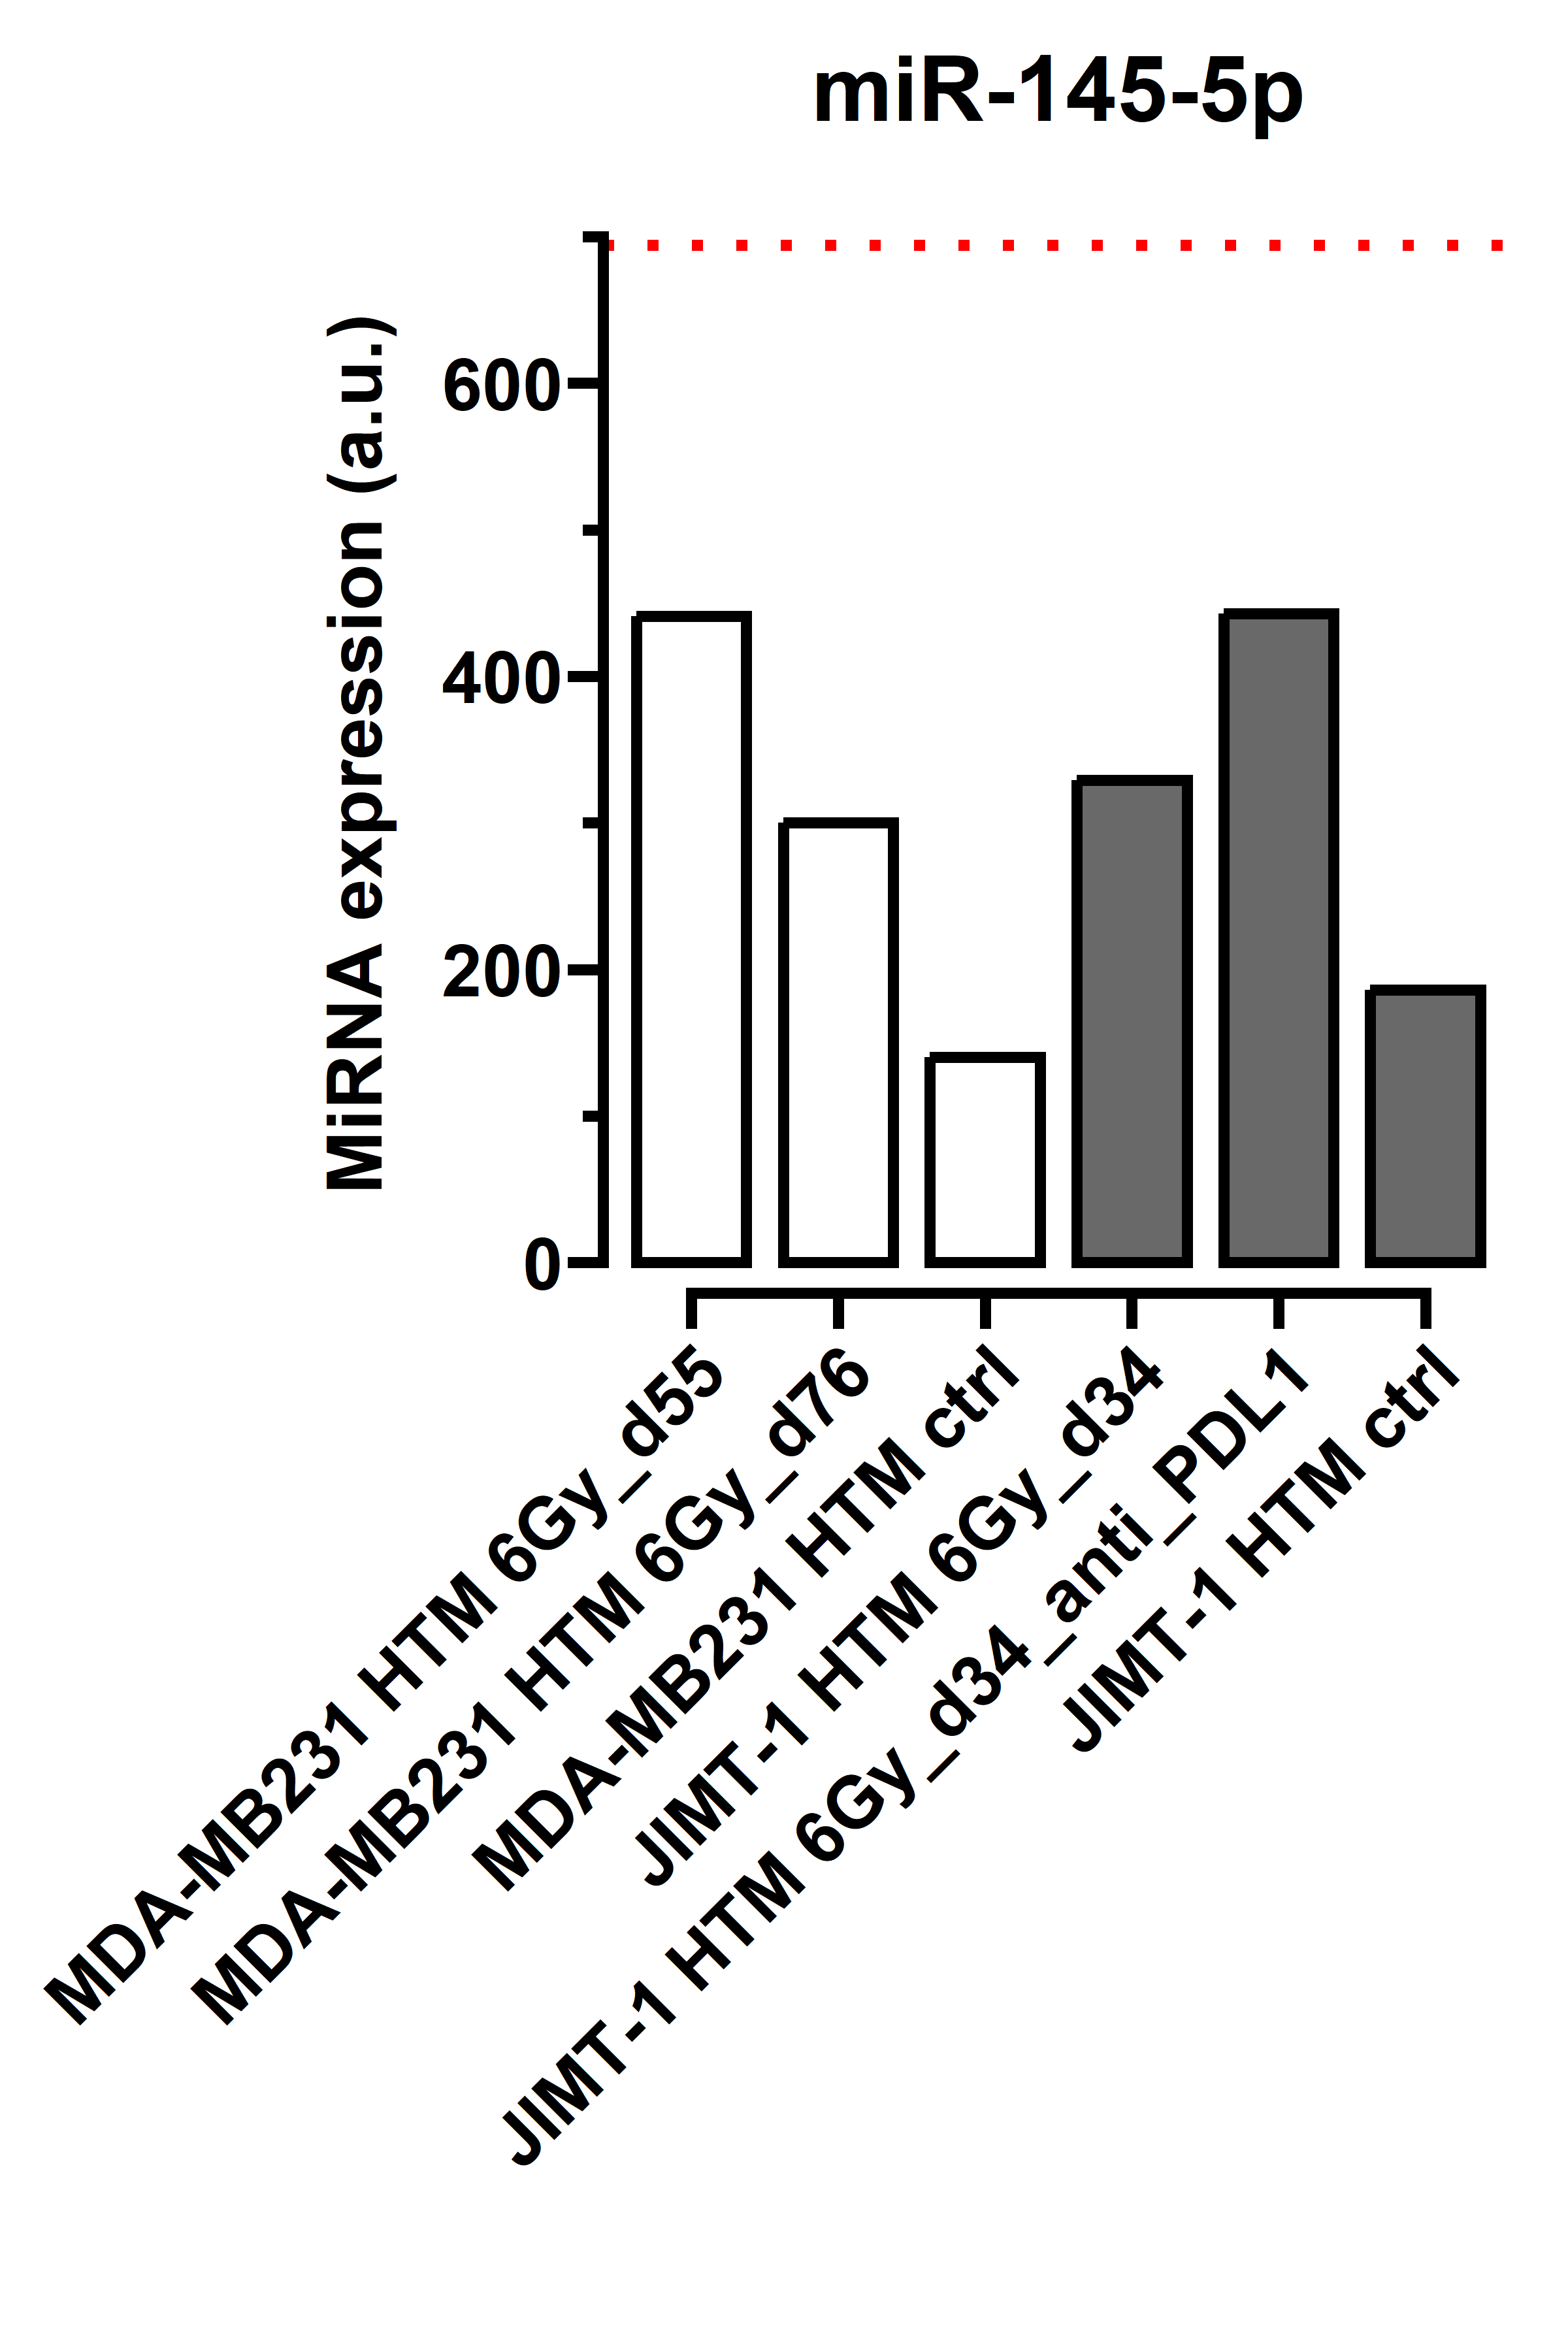 miR-145-5p
MiRNA expression (a.u.)
600
400
200
0
MDA-MB231 HTM 6Gy_d55
MDA-MB231 HTM 6Gy_d76
MDA-MB231 HTM ctrl
JIMT-1 HTM 6Gy_d34
JIMT-1 HTM 6Gy_d34_anti_PDL1
JIMT-1 HTM ctrl